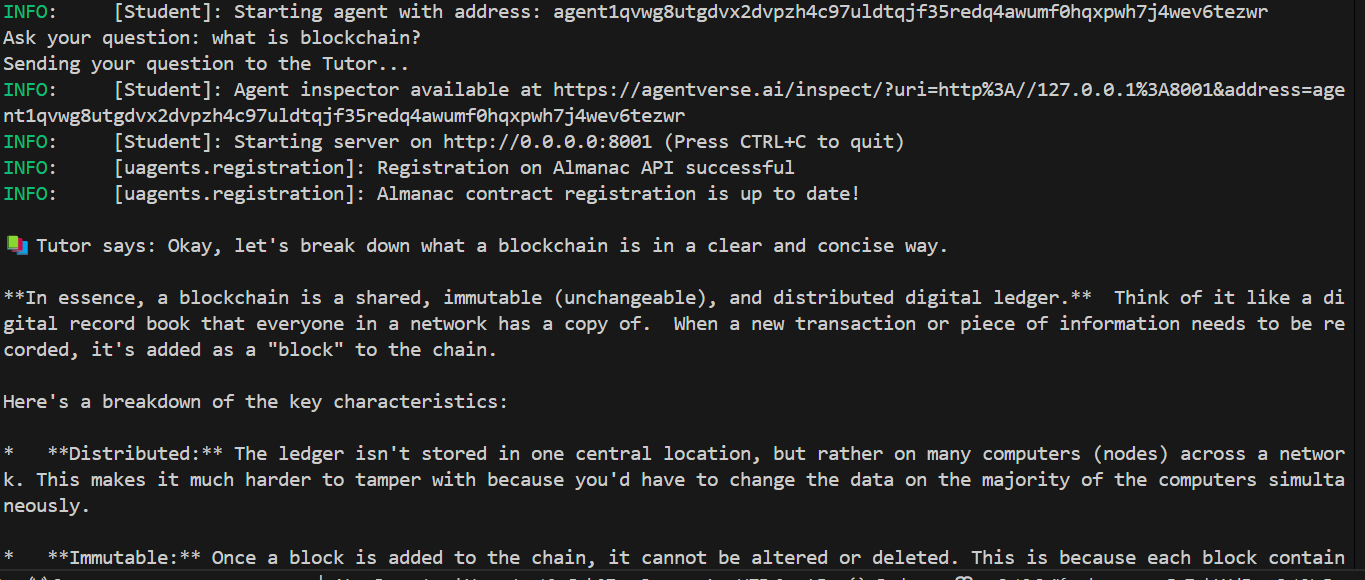 INFO:     [Student]: Starting agent with address: agent1qvwg8utgdvx2dvpzh4c97uldtqjf35redq4awumf0hqxpwh7j4wev6tezwr
Ask your question: what is blockchain?
Sending your question to the Tutor...
INFO:     [Student]: Agent inspector available at https://agentverse.ai/inspect/?uri=http%3A//127.0.0.1%3A8001&address=age
nt1qvwg8utgdvx2dvpzh4c97uldtqjf35redq4awumf0hqxpwh7j4wev6tezwr
INFO:     [Student]: Starting server on http://0.0.0.0:8001 (Press CTRL+C to quit)
INFO:     [uagents.registration]: Registration on Almanac API successful
INFO:     [uagents.registration]: Almanac contract registration is up to date!
Tutor says: Okay, let's break down what a blockchain is in a clear and concise way.
**In essence, a blockchain is a shared, immutable (unchangeable), and distributed digital ledger.**  Think of it like a di
gital record book that everyone in a network has a copy of.  When a new transaction or piece of information needs to be re
corded, it's added as a "block" to the chain.
Here's a breakdown of the key characteristics:
*   **Distributed:** The ledger isn't stored in one central location, but rather on many computers (nodes) across a networ
k. This makes it much harder to tamper with because you'd have to change the data on the majority of the computers simulta
neously.
*   **Immutable:** Once a block is added to the chain, it cannot be altered or deleted. This is because each block contain